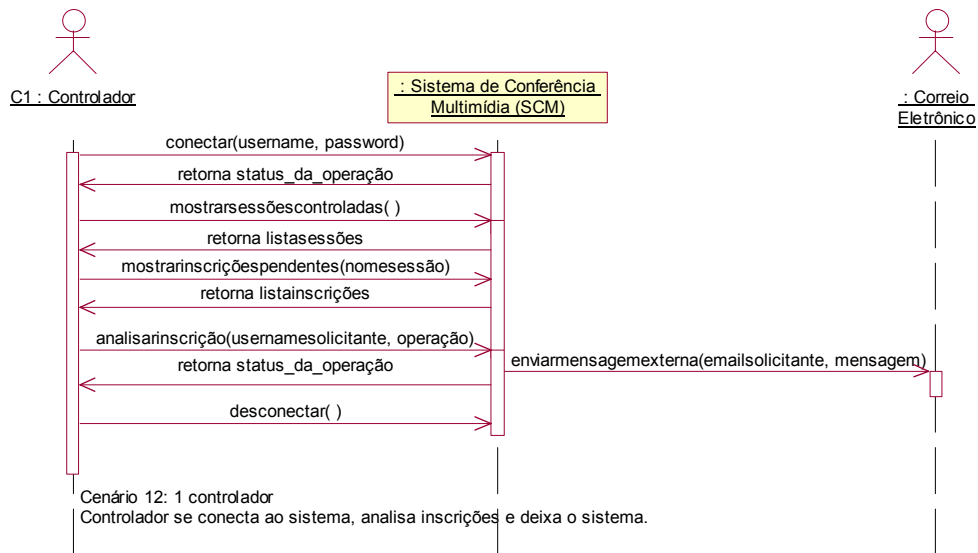 C1 : Controlador
: Sistema de Conferência
Multimídia (SCM)
: Correio
Eletrônico
conectar(username, password)
retorna status_da_operação
mostrarsessõescontroladas( )
retorna listasessões
mostrarinscriçõespendentes(nomesessão)
retorna listainscrições
analisarinscrição(usernamesolicitante, operação)
enviarmensagemexterna(emailsolicitante, mensagem)
retorna status_da_operação
desconectar( )
Cenário 12: 1 controlador
Controlador se conecta ao sistema, analisa inscrições e deixa o sistema.